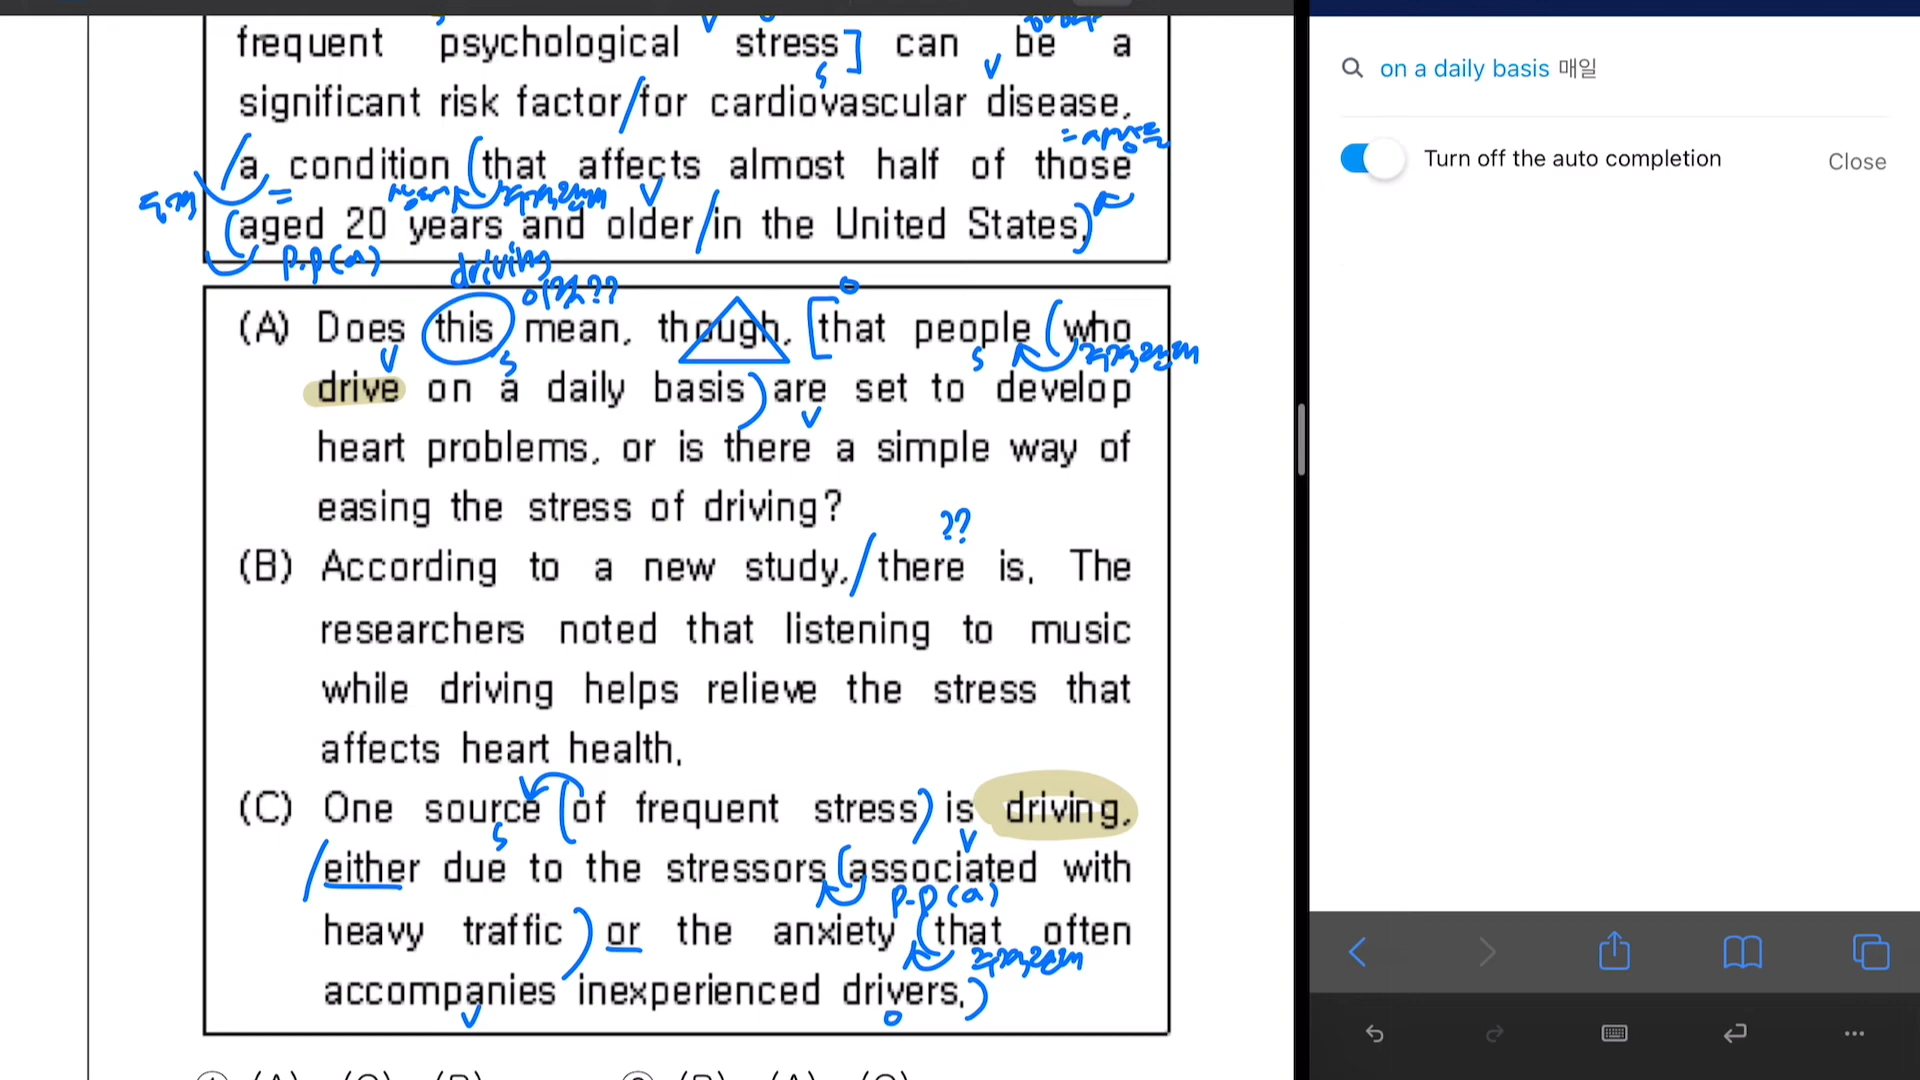 frequent psychological stress] can be a
significant risk factor/for cardiovascular disease,
a condition (that affects almost half of those
(aged 20 years and older/in the United States.)
p.p(a)
driving
(A) Does this mean, though, [that people (who
drive on a daily basis) are set to develop
heart problems, or is there a simple way of
easing the stress of driving?
??
(B) According to a new study,/there is. The
researchers noted that listening to music
while driving helps relieve the stress that
affects heart health.
(C) One source (of frequent stress) is driving,
/either due to the stressors (associated with
p.p(a)
heavy traffic) or the anxiety (that often
accompanies inexperienced drivers.)
on a daily basis 매일
Turn off the auto completion
Close